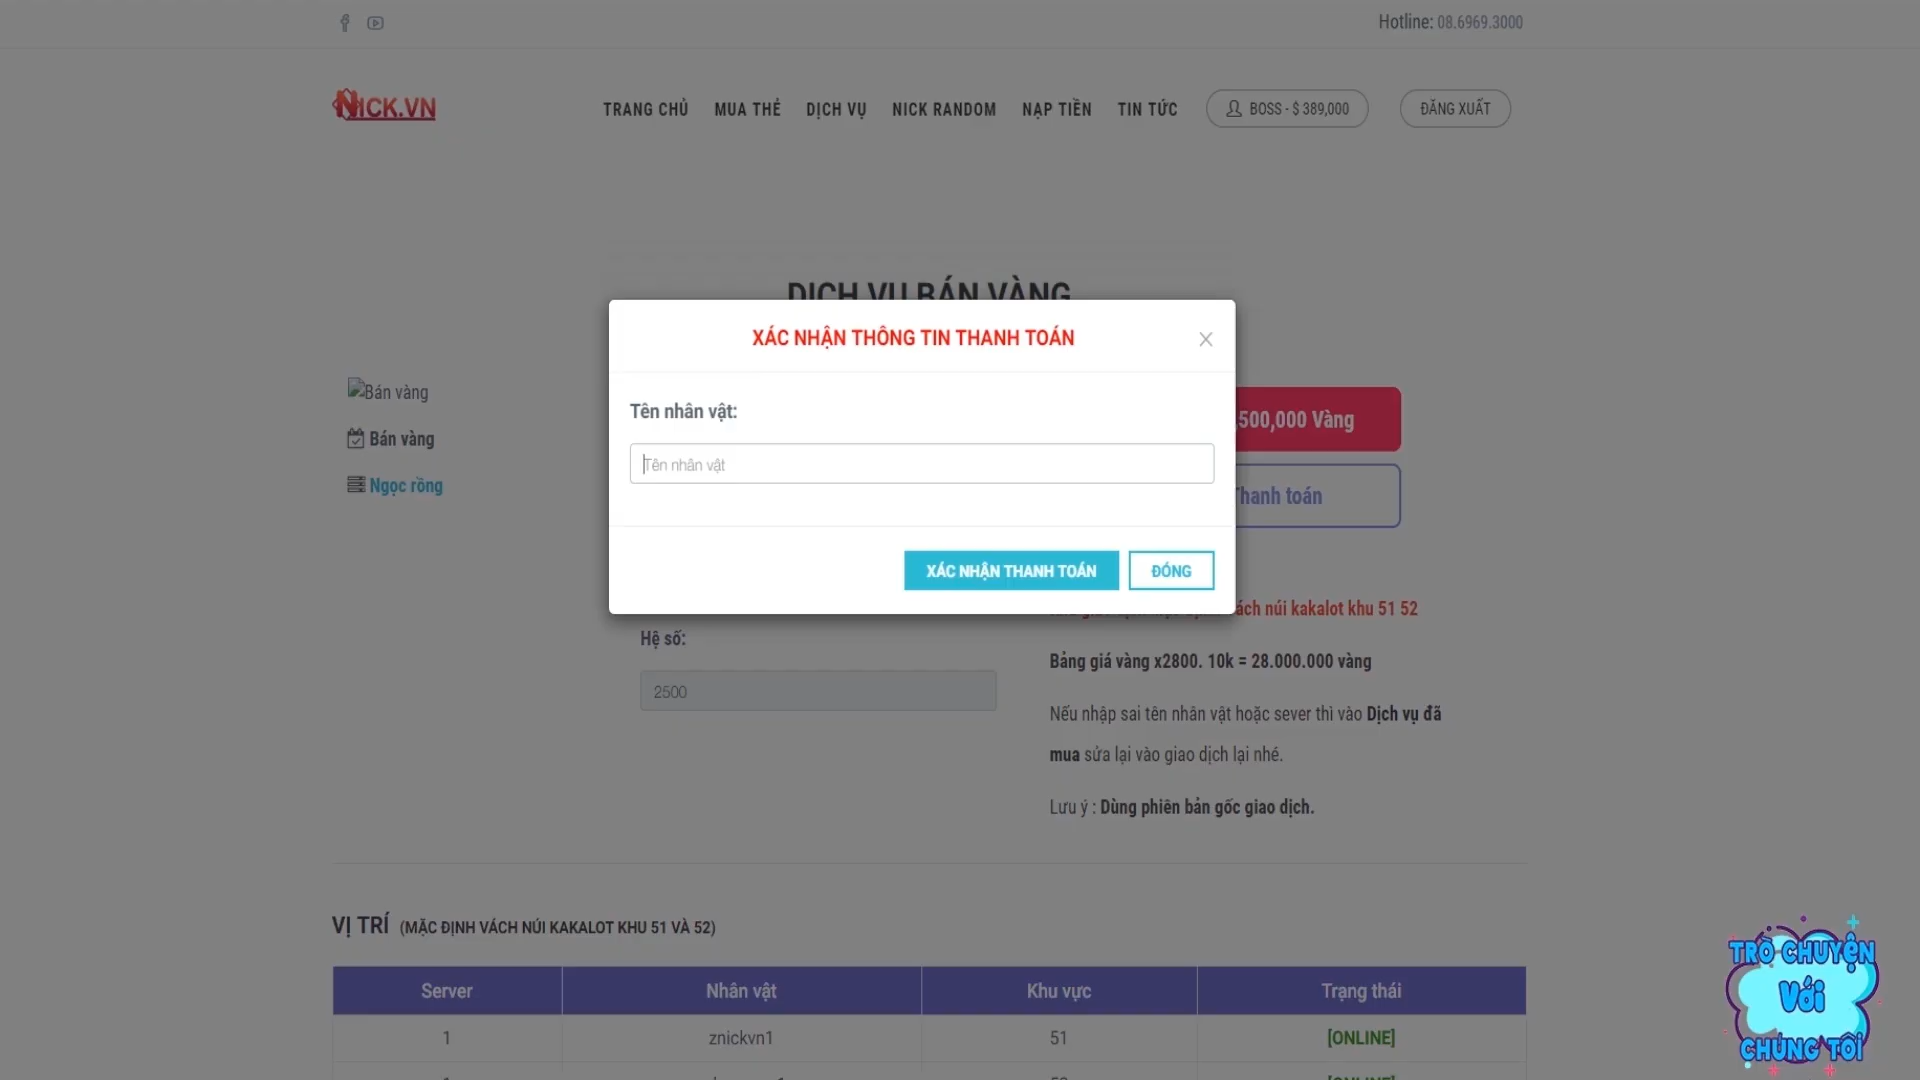 Hotline: 08.6969.3000
NICK.VN
TRANG CHỦ
MUA THẺ
DỊCH VỤ
NICK RANDOM
NẠP TIỀN
TIN TỨC
BOSS - $ 389,000
ĐĂNG XUẤT
DỊCH VỤ BÁN VÀNG
XÁC NHẬN THÔNG TIN THANH TOÁN
Tên nhân vật:
Tên nhân vật
XÁC NHẬN THANH TOÁN
ĐÓNG
Bán vàng
Bán vàng
Ngọc rồng
,500,000 Vàng
Thanh toán
vách núi kakalot khu 51 52
Hệ số:
2500
Bảng giá vàng x2800. 10k = 28.000.000 vàng
Nếu nhập sai tên nhân vật hoặc sever thì vào Dịch vụ đã
mua sửa lại vào giao dịch lại nhé.
Lưu ý : Dùng phiên bản gốc giao dịch.
VỊ TRÍ (MẶC ĐỊNH VÁCH NÚI KAKALOT KHU 51 VÀ 52)
Server Nhân vật Khu vực Trạng thái
1 znickvn1 51 [ONLINE]
TRÒ CHUYỆN
Với
CHÚNG TÔI